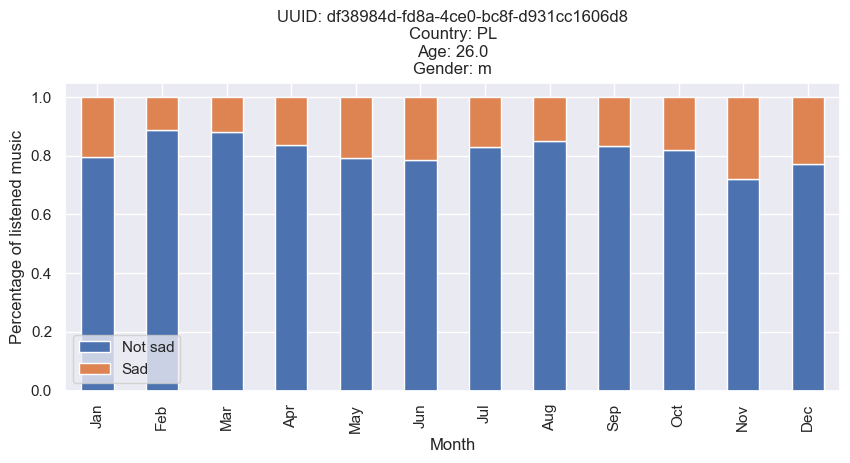 UUID: df38984d-fd8a-4ce0-bc8f-d931cc1606d8
Country: PL
Age: 26.0
Gender: m
Percentage of listened music
1.0
0.8
0.6
0.4
0.2
0.0
Not sad
Sad
Jan Feb Mar Apr May Jun Jul Aug Sep Oct Nov Dec
Month